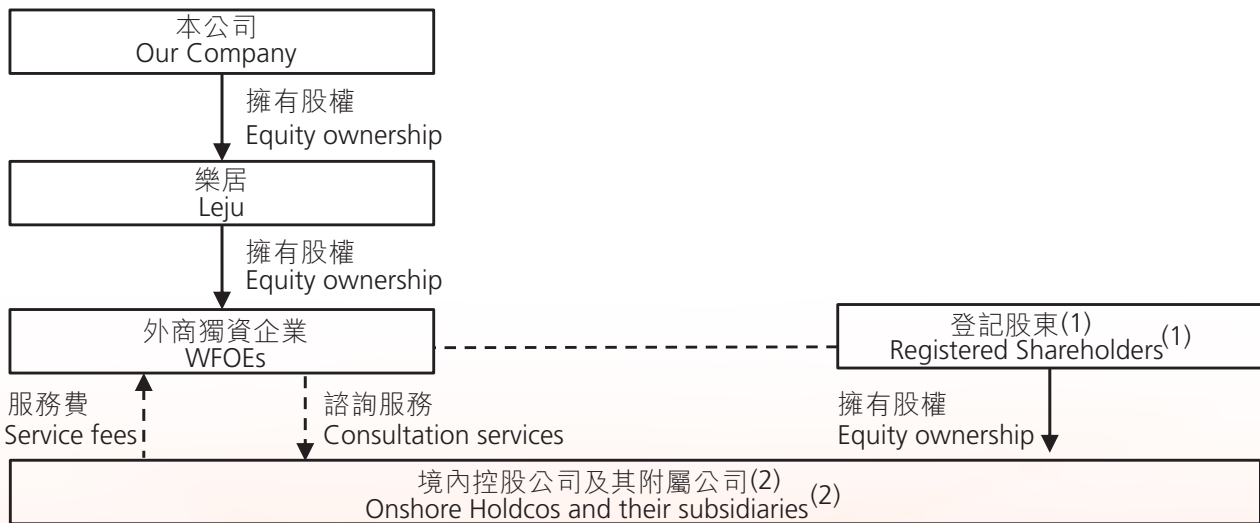 本公司
Our Company
擁有股權
Equity ownership
樂居
Leju
擁有股權
Equity ownership
外商獨資企業
WFOEs
登記股東(1)
Registered Shareholders(1)
服務費
Service fees
諮詢服務
Consultation services
擁有股權
Equity ownership
境內控股公司及其附屬公司(2)
Onshore Holdcos and their subsidiaries(2)